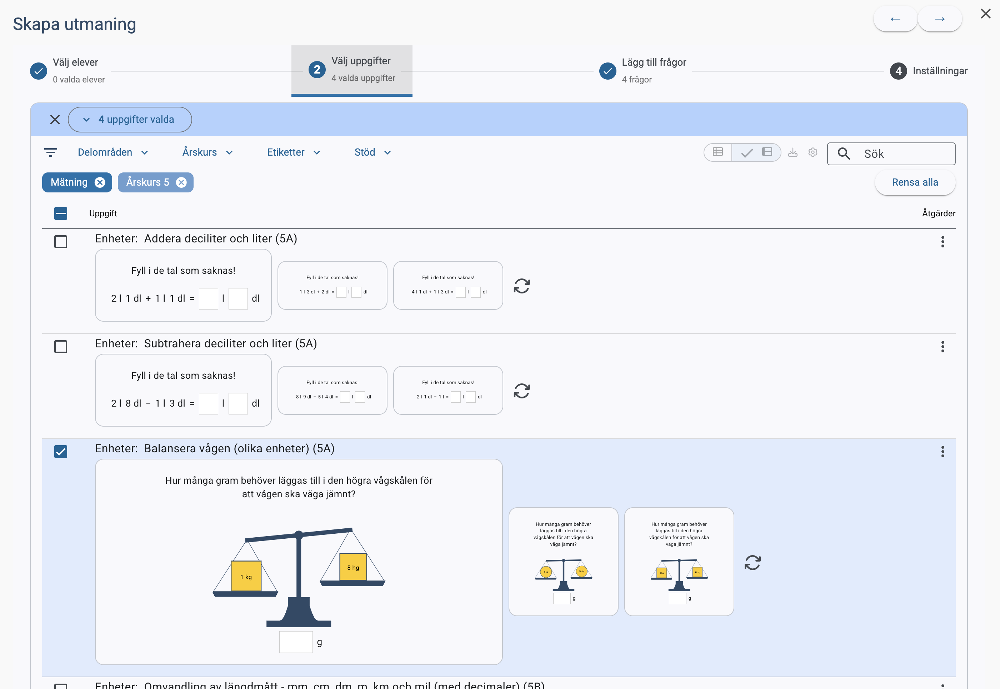 Skapa utmaning
← →
Välj elever
0 valda elever
2 Välj uppgifter
4 valda uppgifter
Lägg till frågor
4 frågor
4 Inställningar
4 uppgifter valda
Delområden Årskurs Etiketter Stöd Sök
Mätning Årskurs 5 Rensa alla
Uppgift Åtgärder
Enheter: Addera deciliter och liter (5A)
Fyll i de tal som saknas!
2 l 1 dl + 1 l 1 dl = l dl
Fyll i de tal som saknas!
1 l 3 dl + 2 dl = l dl
Fyll i de tal som saknas!
4 l 1 dl + 1 l 3 dl = l dl
Enheter: Subtrahera deciliter och liter (5A)
Fyll i de tal som saknas!
2 l 8 dl − 1 l 3 dl = l dl
Fyll i de tal som saknas!
8 l 9 dl − 5 l 4 dl = l dl
Fyll i de tal som saknas!
2 l 1 dl − 1 l = l dl
Enheter: Balansera vågen (olika enheter) (5A)
Hur många gram behöver läggas till i den högra vågskålen för
att vågen ska väga jämnt?
1 kg
8 hg
g
Hur många gram behöver
läggas till i den högra
vågskålen för att vågen ska
väga jämnt?
g
Hur många gram behöver
läggas till i den högra
vågskålen för att vågen ska
väga jämnt?
g
Enheter: Omvandling av längdmått - mm, cm, dm, m, km och mil (med decimaler) (5B)